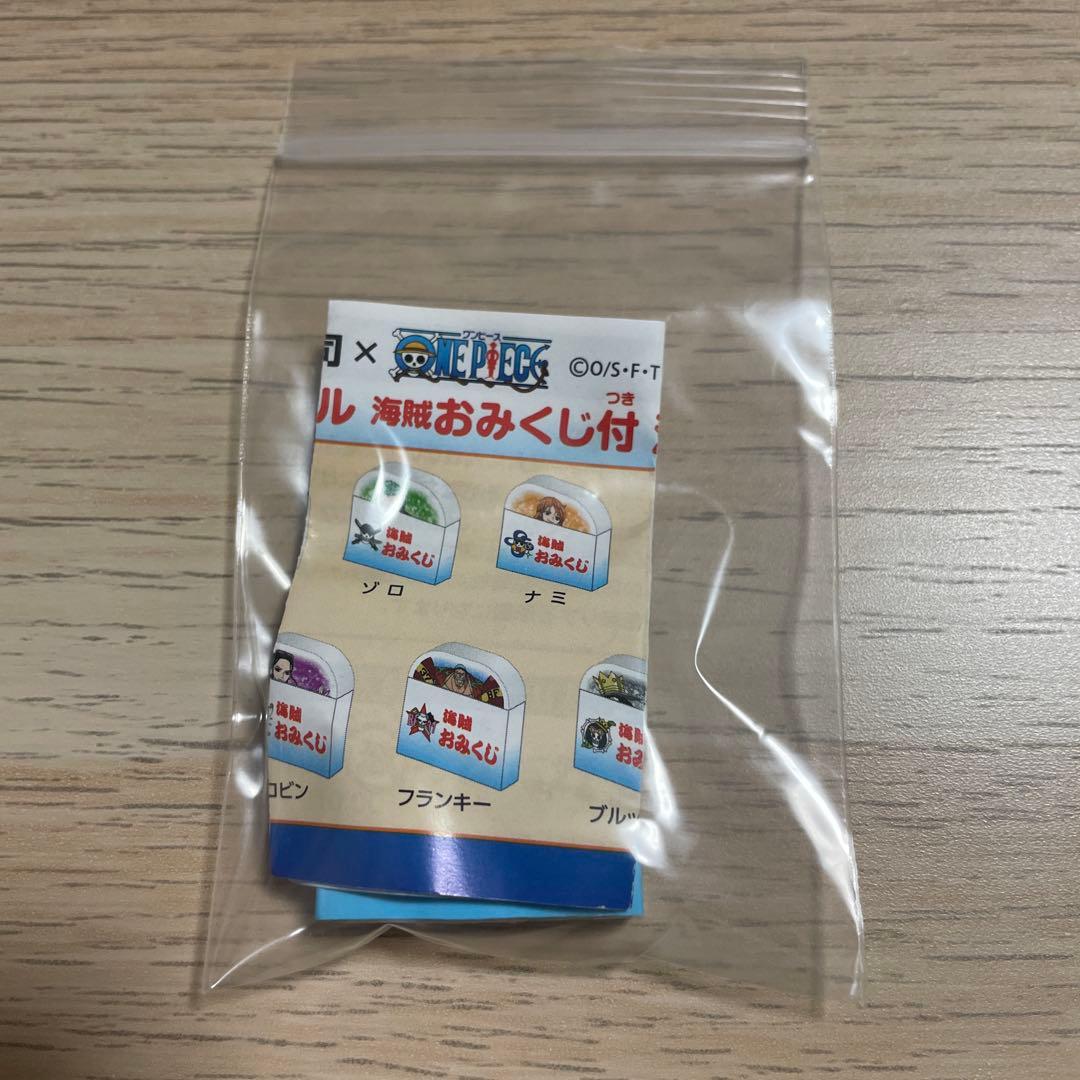 司 × ONE PIECE ©O/S・F・T
ワンピース
ル 海賊おみくじ付
つき
海賊
おみくじ
ゾロ
海賊
おみくじ
ナミ
海賊
おみくじ
ロビン
海賊
おみくじ
フランキー
海賊
おみ
ブルッ